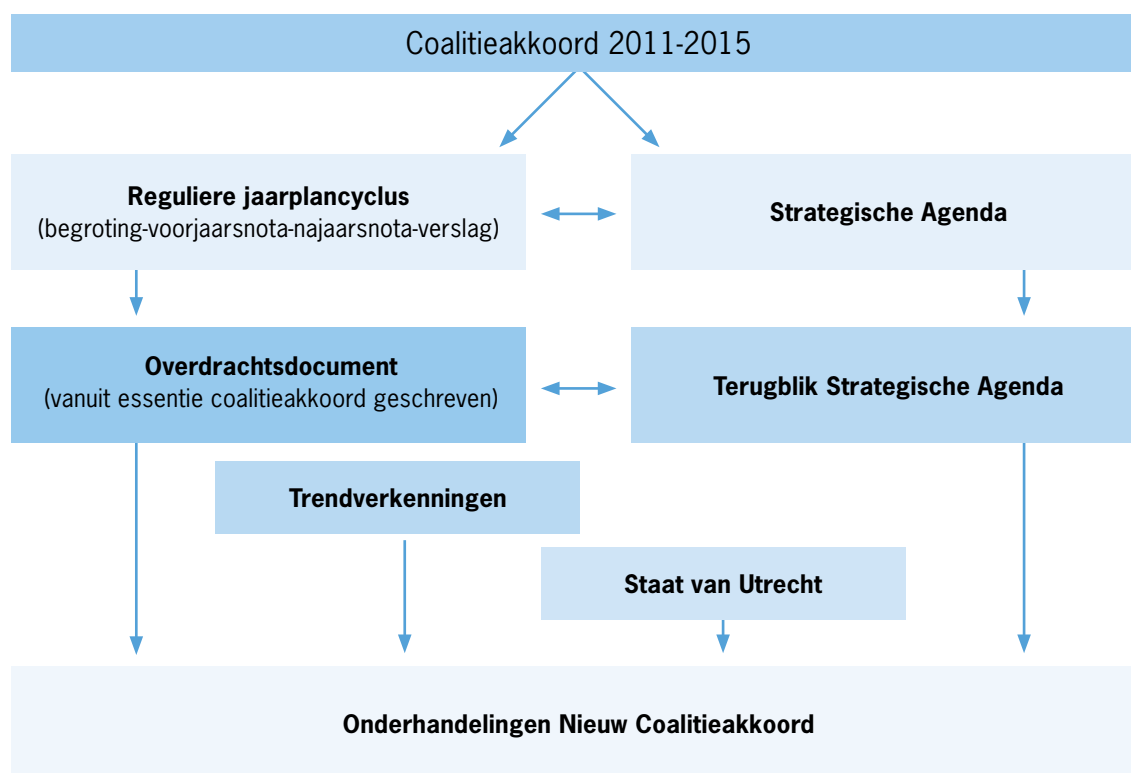 Coalitieakkoord 2011-2015
Reguliere jaarplancyclus
(begroting-voorjaarsnota-najaarsnota-verslag)
Strategische Agenda
Overdrachtsdocument
(vanuit essentie coalitieakkoord geschreven)
Terugblik Strategische Agenda
Trendverkenningen
Staat van Utrecht
Onderhandelingen Nieuw Coalitieakkoord